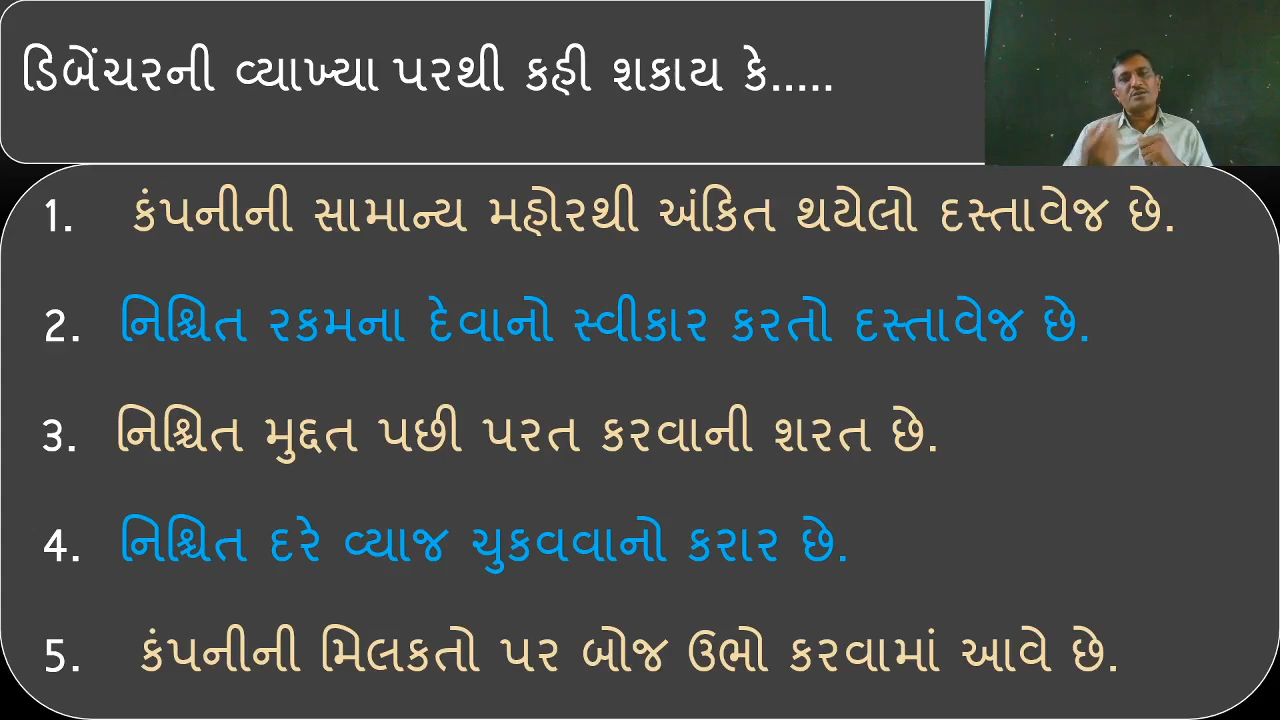 ડિબેંચરની વ્યાખ્યા પરથી કહી શકાય કે.....
1. કંપનીની સામાન્ય મહોરથી અંકિત થયેલો દસ્તાવેજ છે.
2. નિશ્ચિત રકમના દેવાનો સ્વીકાર કરતો દસ્તાવેજ છે.
3. નિશ્ચિત મુદ્દત પછી પરત કરવાની શરત છે.
4. નિશ્ચિત દરે વ્યાજ ચુકવવાનો કરાર છે.
5. કંપનીની મિલકતો પર બોજ ઉભો કરવામાં આવે છે.